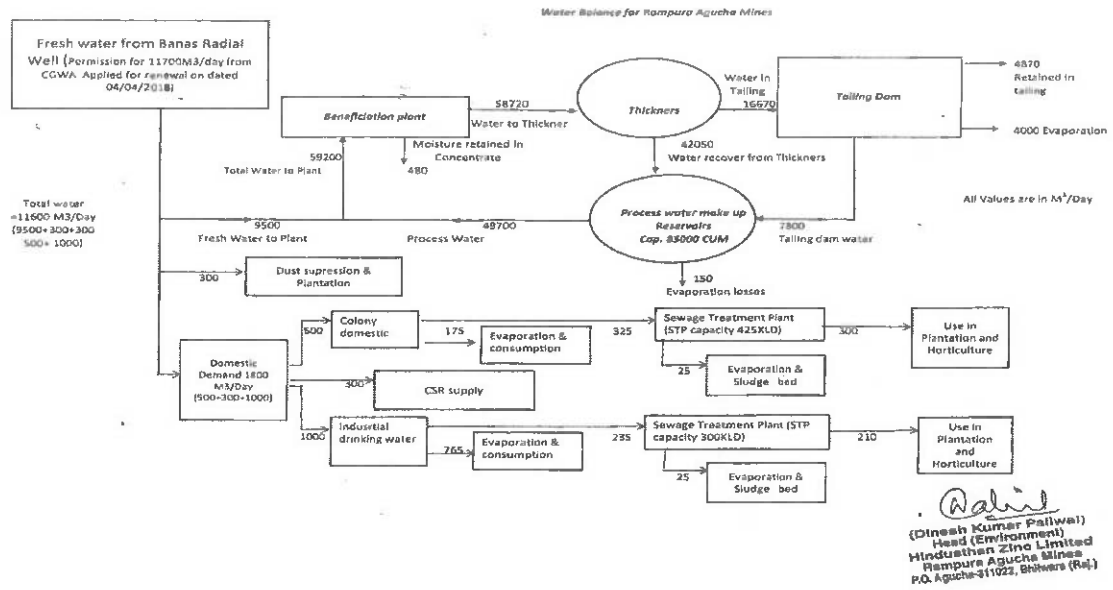 Water Balance for Rampura Agucha Mines
Fresh water from Banas Radial
Well (Permission for 11700M3/day from
CGWA Applied for renewal on dated
04/04/2018)
Beneficiation plant
58720
Water to Thickner
Thickners
Water in
Tailing
16670
Tailing Dam
4870
Retained in
tailing
4000 Evaporation
59200
Total Water to Plant
Moisture retained in
Concentrate
480
42050
Water recover from Thickners
Total water
=11600 M3/Day
(9500+300+300
500+ 1000)
All Values are in M³/Day
9500
Fresh Water to Plant
49700
Process Water
Process water make up
Reservoirs
Cap. 85000 CUM
7800
Tailing dam water
150
Evaporation losses
300
Dust supression &
Plantation
Domestic
Demand 1800
M3/Day
(500+300+1000)
500
Colony
domestic
175
Evaporation &
consumption
325
Sewage Treatment Plant
(STP capacity 425KLD)
300
Use in
Plantation and
Horticulture
25
Evaporation &
Sludge bed
300
CSR supply
1000
Industrial
drinking water
765
Evaporation &
consumption
235
Sewage Treatment Plant (STP
capacity 300KLD)
210
Use in
Plantation
and
Horticulture
25
Evaporation &
Sludge bed
(Dinesh Kumar Paliwal)
Head (Environment)
Hindusthan Zinc Limited
Rampura Agucha Mines
P.O. Agucha-311022, Bhilwara (Raj.)